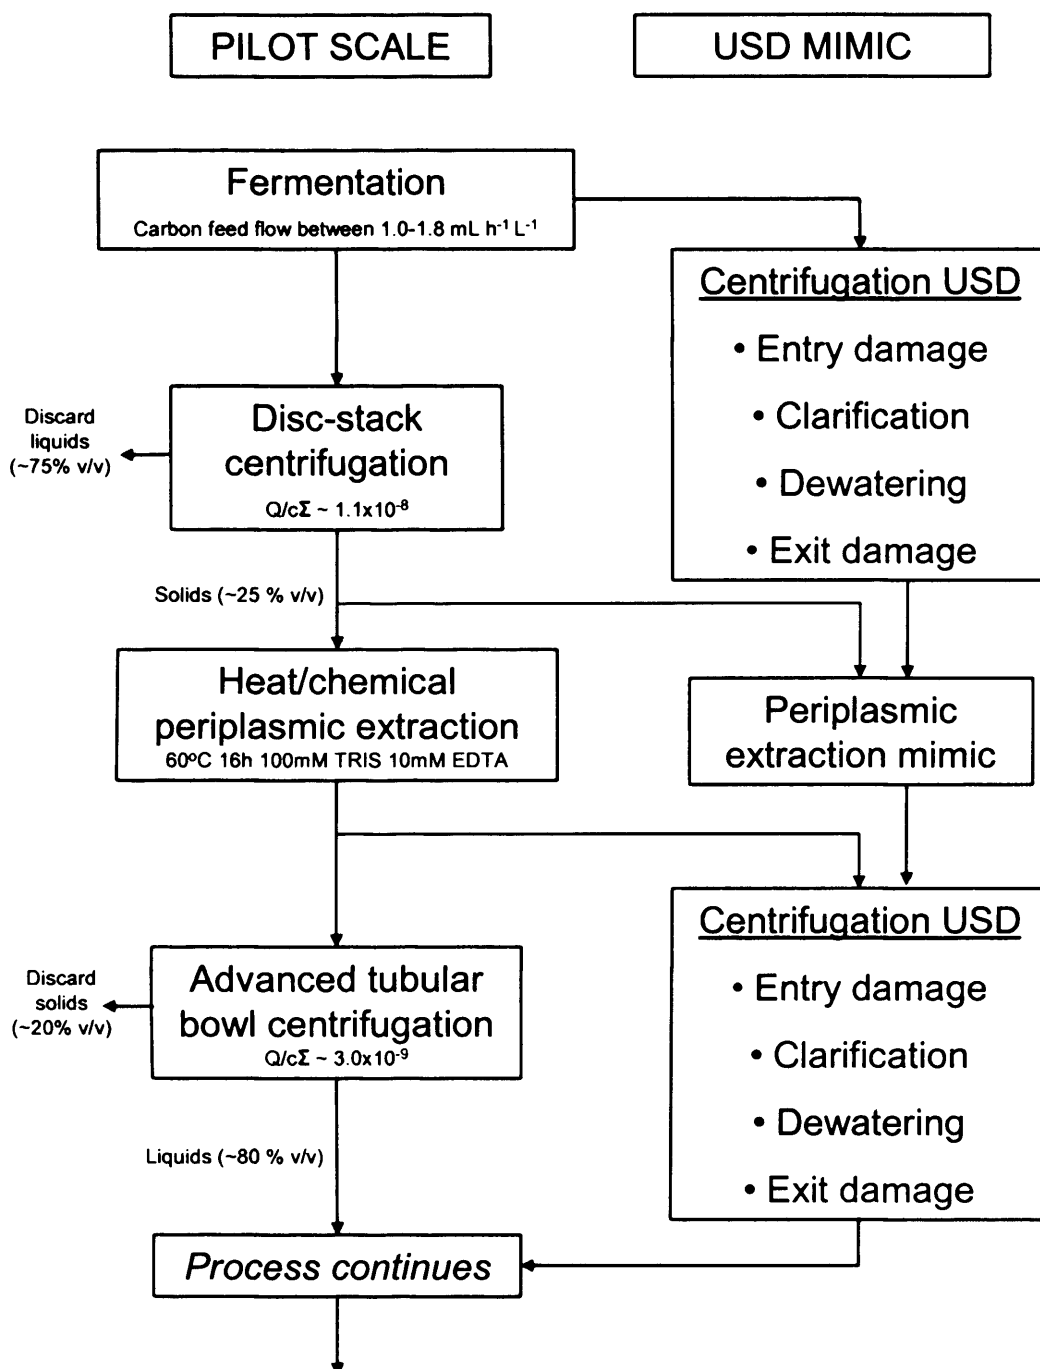 PILOT SCALE
USD MIMIC
Fermentation
Carbon feed flow between 1.0-1.8 mL h⁻¹ L⁻¹
Centrifugation USD
• Entry damage
• Clarification
• Dewatering
• Exit damage
Disc-stack
centrifugation
Q/cΣ ~ 1.1x10⁻⁸
Discard
liquids
(~75% v/v)
Solids (~25 % v/v)
Heat/chemical
periplasmic extraction
60ºC 16h 100mM TRIS 10mM EDTA
Periplasmic
extraction mimic
Centrifugation USD
• Entry damage
• Clarification
• Dewatering
• Exit damage
Advanced tubular
bowl centrifugation
Q/cΣ ~ 3.0x10⁻⁹
Discard
solids
(~20% v/v)
Liquids (~80 % v/v)
Process continues